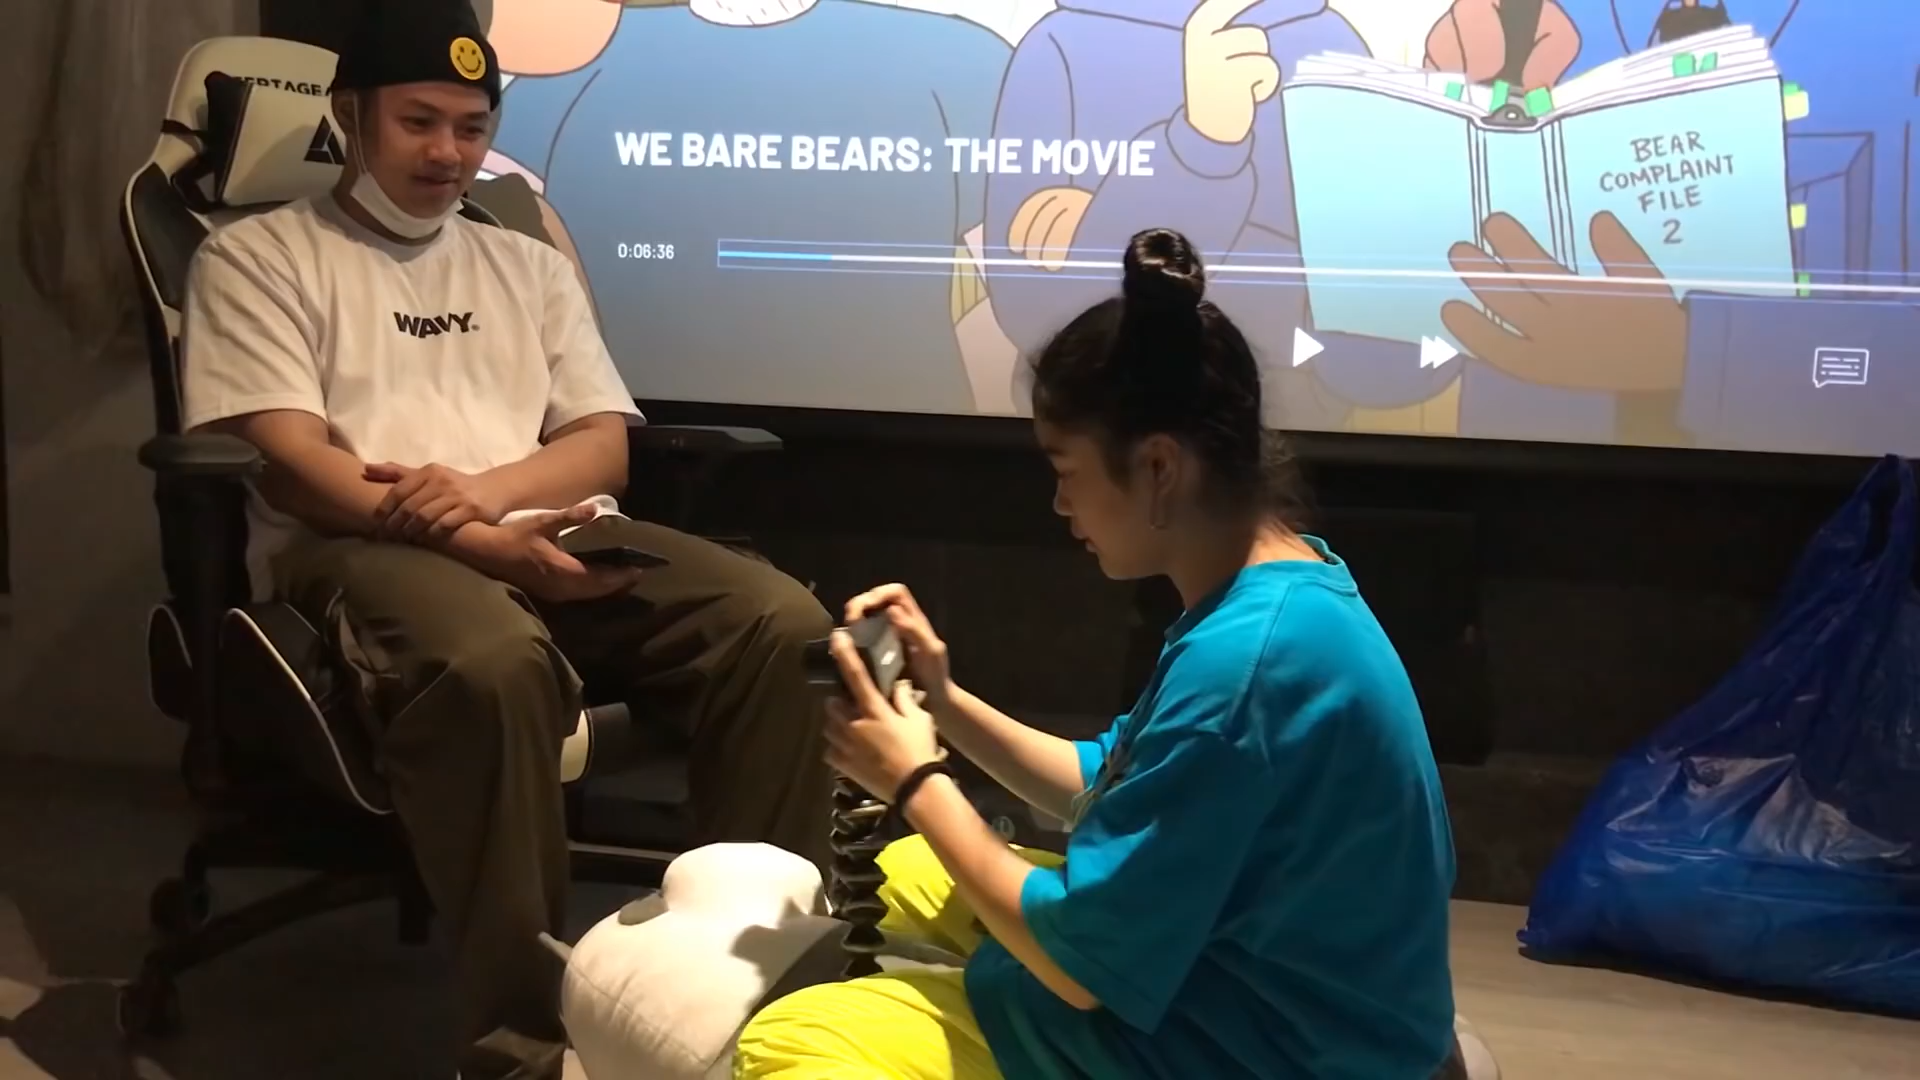 WE BARE BEARS: THE MOVIE
0:06:36
BEAR
COMPLAINT
FILE
2
WAVY